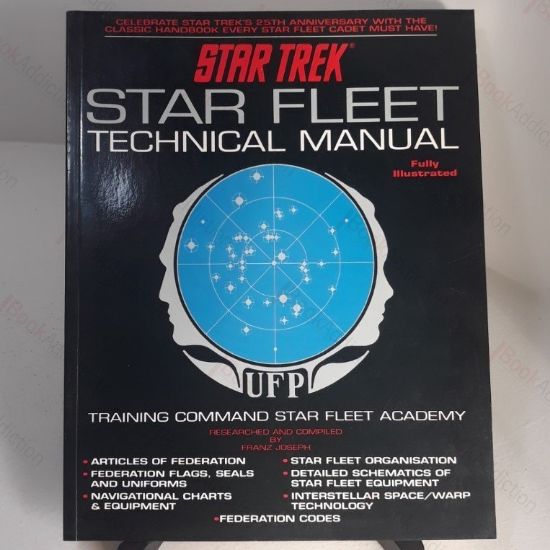 CELEBRATE STAR TREK'S 25TH ANNIVERSARY WITH THE
CLASSIC HANDBOOK EVERY STAR FLEET CADET MUST HAVE!
STAR TREK®
STAR FLEET
TECHNICAL MANUAL
Fully
Illustrated
UFP
TRAINING COMMAND STAR FLEET ACADEMY
RESEARCHED AND COMPILED
BY
FRANZ JOSEPH
• ARTICLES OF FEDERATION
• FEDERATION FLAGS, SEALS
AND UNIFORMS
• NAVIGATIONAL CHARTS
& EQUIPMENT
• STAR FLEET ORGANISATION
• DETAILED SCHEMATICS OF
STAR FLEET EQUIPMENT
• INTERSTELLAR SPACE/WARP
TECHNOLOGY
• FEDERATION CODES